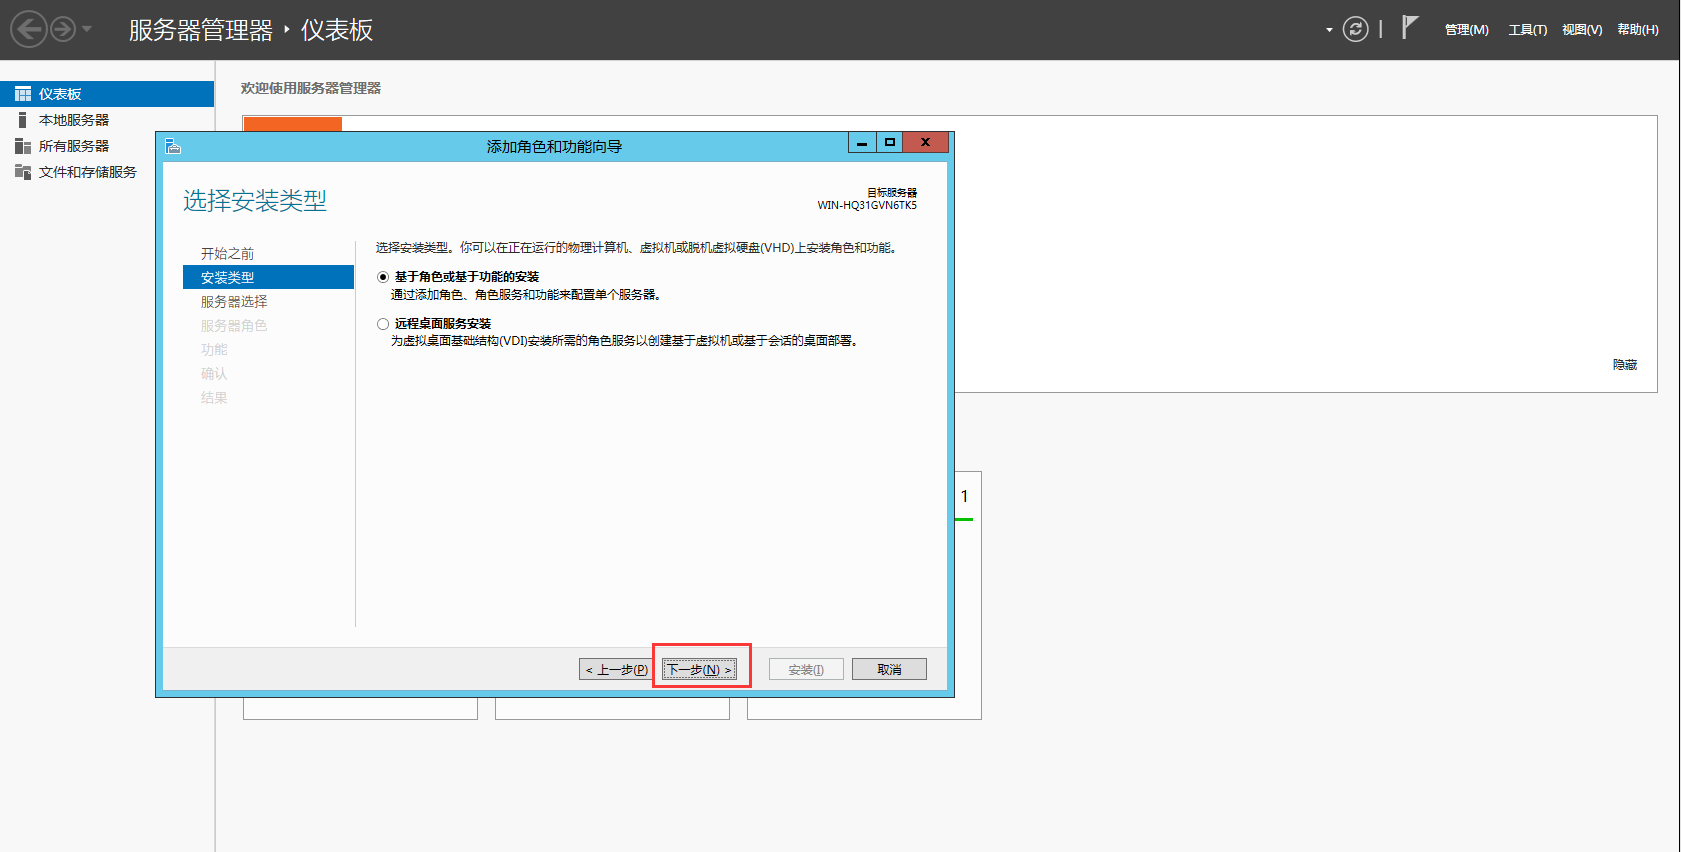 服务器管理器 ‣ 仪表板
管理(M) 工具(T) 视图(V) 帮助(H)
仪表板
本地服务器
所有服务器
文件和存储服务
欢迎使用服务器管理器
添加角色和功能向导
选择安装类型
目标服务器
WIN-HQ31GVN6TK5
开始之前
安装类型
服务器选择
服务器角色
功能
确认
结果
选择安装类型。你可以在正在运行的物理计算机、虚拟机或脱机虚拟硬盘(VHD)上安装角色和功能。
基于角色或基于功能的安装
通过添加角色、角色服务和功能来配置单个服务器。
远程桌面服务安装
为虚拟桌面基础结构(VDI)安装所需的角色服务以创建基于虚拟机或基于会话的桌面部署。
隐藏
1
< 上一步(P) 下一步(N) > 安装(I) 取消